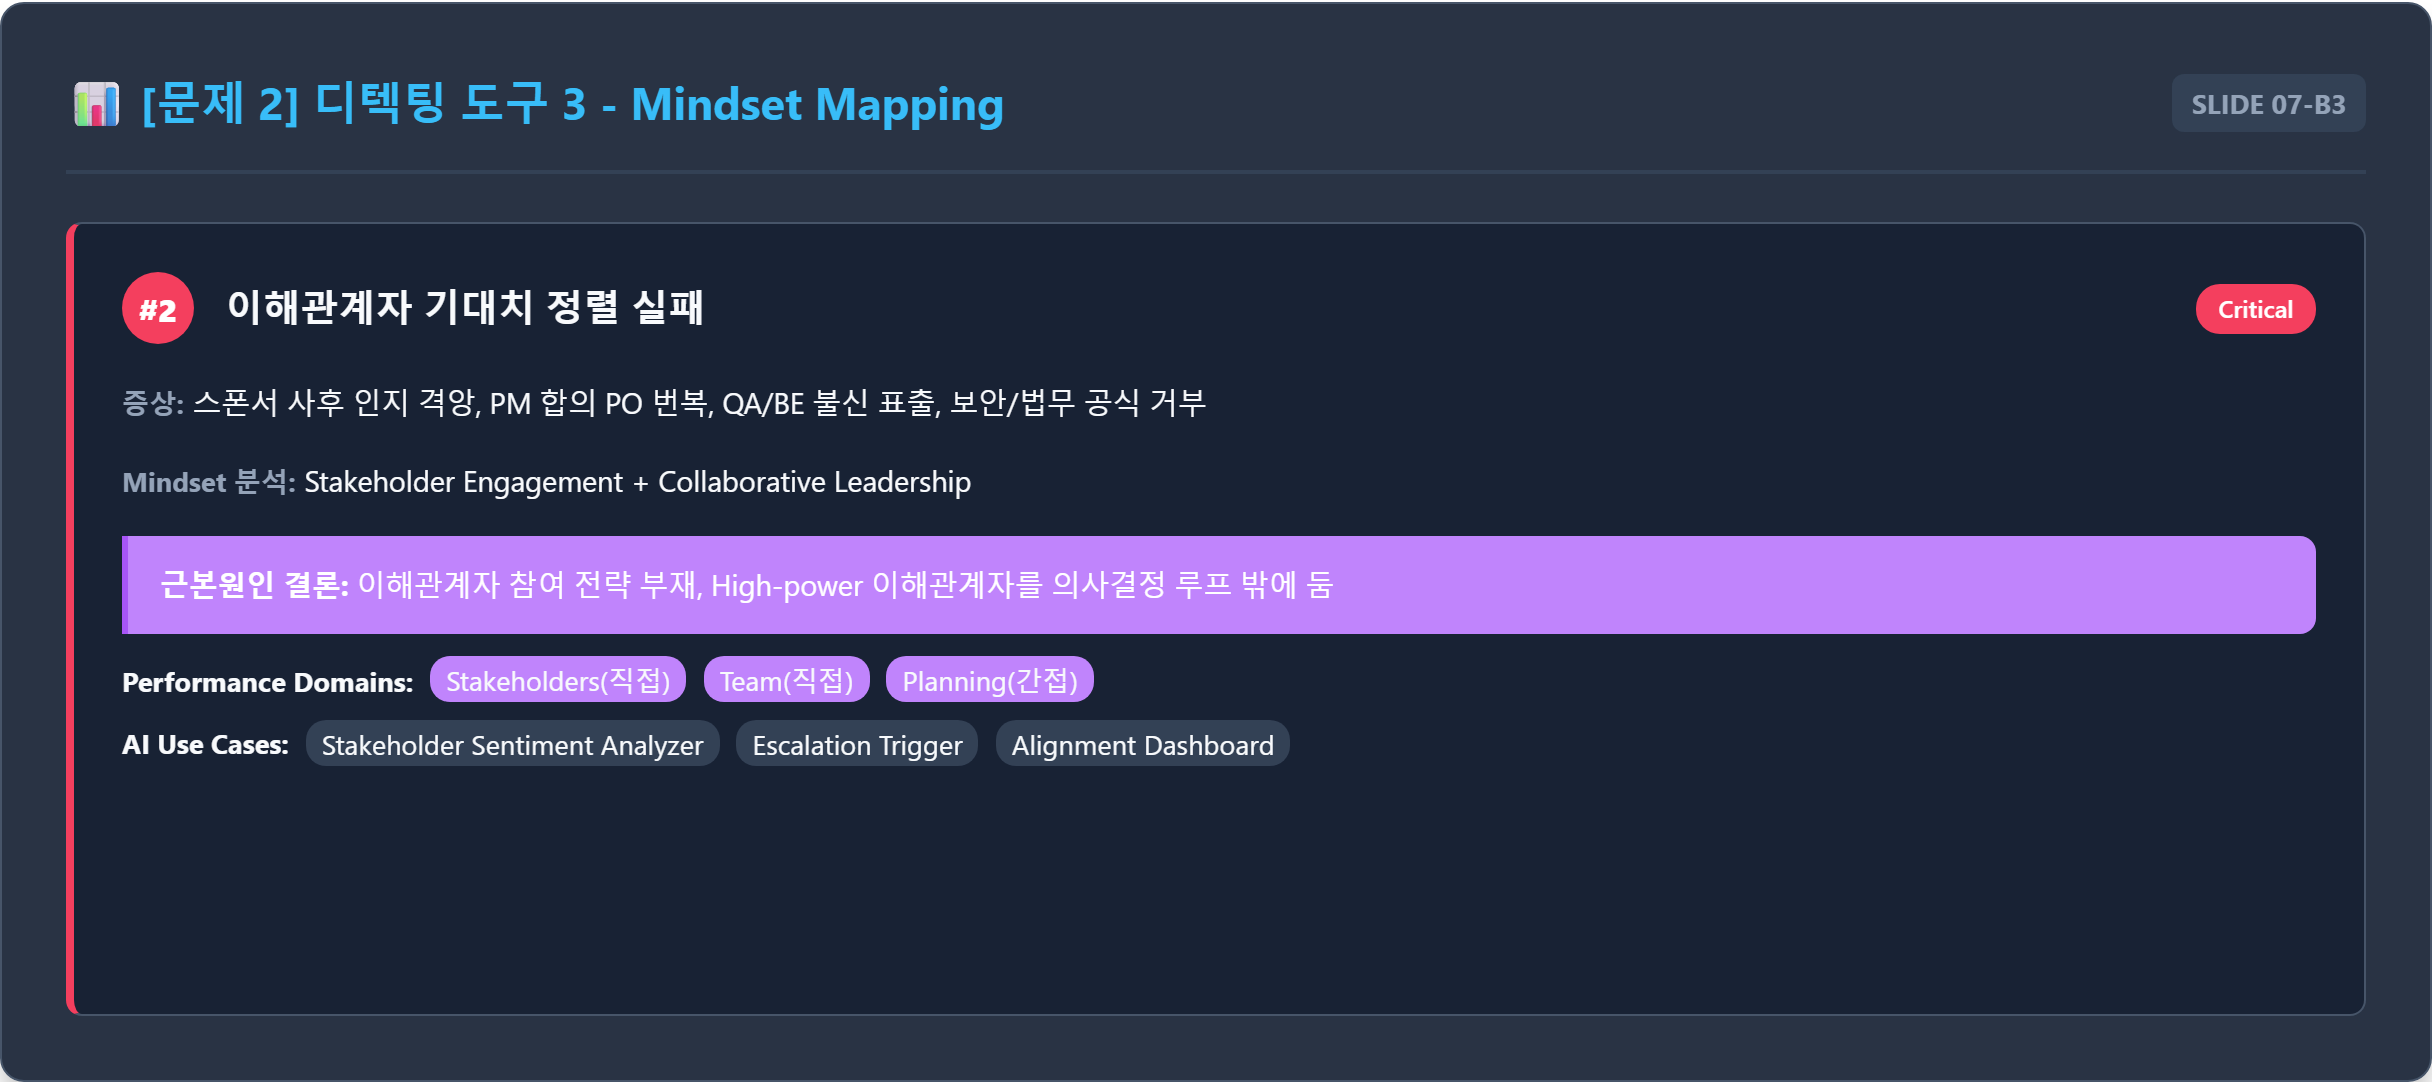 [문제 2] 디텍팅 도구 3 - Mindset Mapping
SLIDE 07-B3
#2 이해관계자 기대치 정렬 실패
Critical
증상: 스폰서 사후 인지 격앙, PM 합의 PO 번복, QA/BE 불신 표출, 보안/법무 공식 거부
Mindset 분석: Stakeholder Engagement + Collaborative Leadership
근본원인 결론: 이해관계자 참여 전략 부재, High-power 이해관계자를 의사결정 루프 밖에 둠
Performance Domains: Stakeholders(직접) Team(직접) Planning(간접)
AI Use Cases: Stakeholder Sentiment Analyzer Escalation Trigger Alignment Dashboard